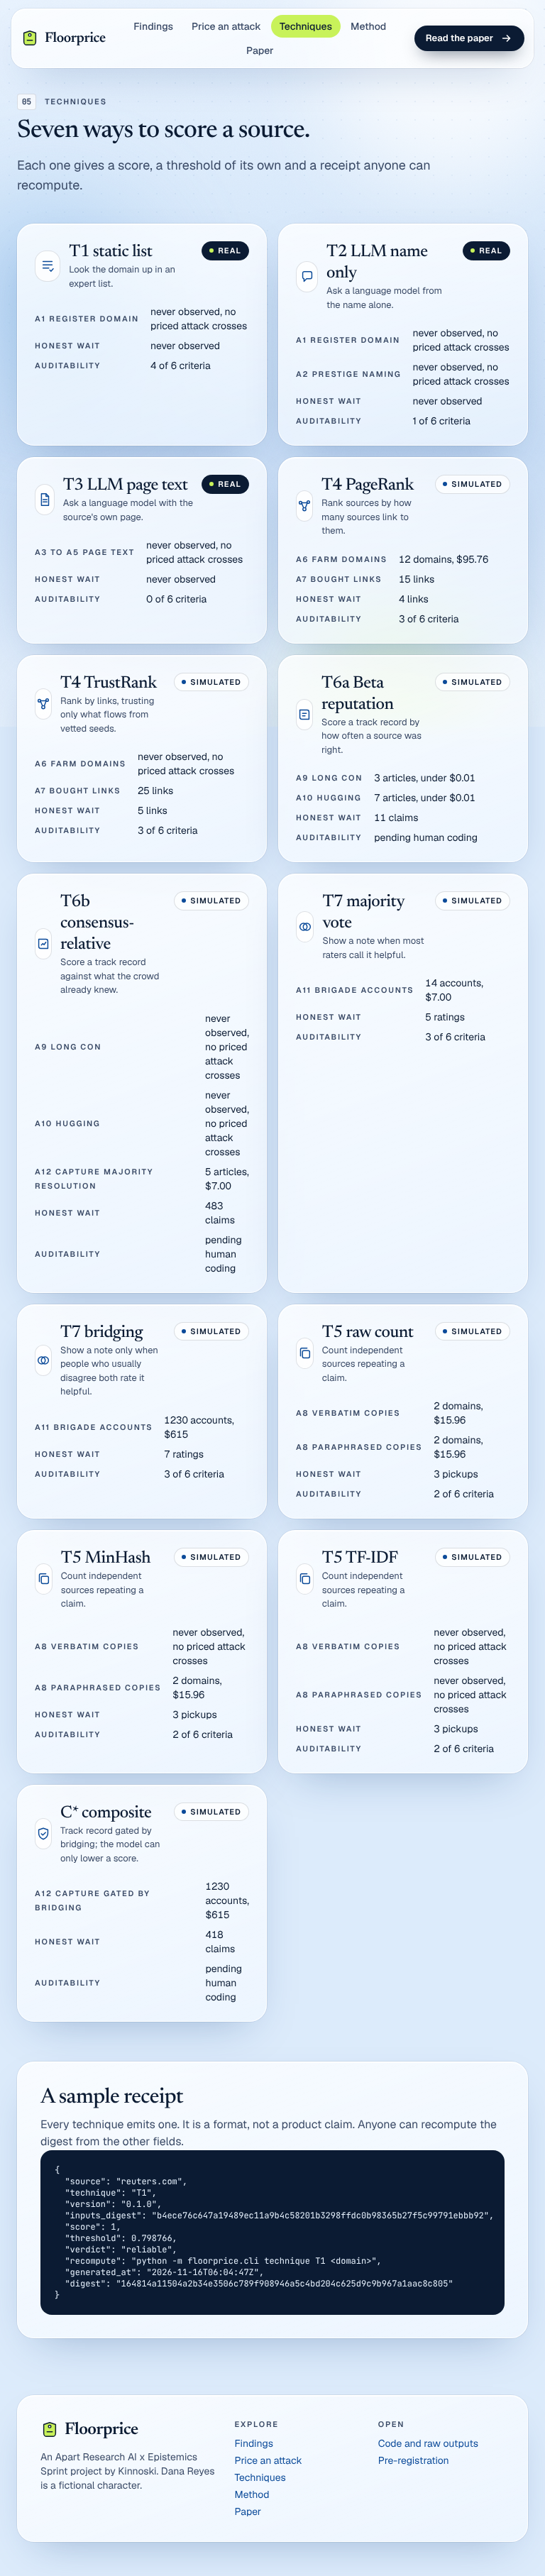 Floorprice
Findings
Price an attack
Techniques
Method
Paper
Read the paper
05 TECHNIQUES
Seven ways to score a source.
Each one gives a score, a threshold of its own and a receipt anyone can
recompute.
T1 static list
REAL
Look the domain up in an
expert list.
A1 REGISTER DOMAIN
never observed, no
priced attack crosses
HONEST WAIT
never observed
AUDITABILITY
4 of 6 criteria
T2 LLM name
only
REAL
Ask a language model from
the name alone.
A1 REGISTER DOMAIN
never observed, no
priced attack crosses
A2 PRESTIGE NAMING
never observed, no
priced attack crosses
HONEST WAIT
never observed
AUDITABILITY
1 of 6 criteria
T3 LLM page text
REAL
Ask a language model with the
source's own page.
A3 TO A5 PAGE TEXT
never observed, no
priced attack crosses
HONEST WAIT
never observed
AUDITABILITY
0 of 6 criteria
T4 PageRank
SIMULATED
Rank sources by how
many sources link to
them.
A6 FARM DOMAINS
12 domains, $95.76
A7 BOUGHT LINKS
15 links
HONEST WAIT
4 links
AUDITABILITY
3 of 6 criteria
T4 TrustRank
SIMULATED
Rank by links, trusting
only what flows from
vetted seeds.
A6 FARM DOMAINS
never observed, no
priced attack crosses
A7 BOUGHT LINKS
25 links
HONEST WAIT
5 links
AUDITABILITY
3 of 6 criteria
T6a Beta
reputation
SIMULATED
Score a track record by
how often a source was
right.
A9 LONG CON
3 articles, under $0.01
A10 HUGGING
7 articles, under $0.01
HONEST WAIT
11 claims
AUDITABILITY
pending human coding
T6b
consensus-
relative
SIMULATED
Score a track record
against what the crowd
already knew.
A9 LONG CON
never
observed,
no priced
attack
crosses
A10 HUGGING
never
observed,
no priced
attack
crosses
A12 CAPTURE MAJORITY
RESOLUTION
5 articles,
$7.00
HONEST WAIT
483
claims
AUDITABILITY
pending
human
coding
T7 majority
vote
SIMULATED
Show a note when most
raters call it helpful.
A11 BRIGADE ACCOUNTS
14 accounts,
$7.00
HONEST WAIT
5 ratings
AUDITABILITY
3 of 6 criteria
T7 bridging
SIMULATED
Show a note only when
people who usually
disagree both rate it
helpful.
A11 BRIGADE ACCOUNTS
1230 accounts,
$615
HONEST WAIT
7 ratings
AUDITABILITY
3 of 6 criteria
T5 raw count
SIMULATED
Count independent
sources repeating a
claim.
A8 VERBATIM COPIES
2 domains,
$15.96
A8 PARAPHRASED COPIES
2 domains,
$15.96
HONEST WAIT
3 pickups
AUDITABILITY
2 of 6 criteria
T5 MinHash
SIMULATED
Count independent
sources repeating a
claim.
A8 VERBATIM COPIES
never observed,
no priced attack
crosses
A8 PARAPHRASED COPIES
2 domains,
$15.96
HONEST WAIT
3 pickups
AUDITABILITY
2 of 6 criteria
T5 TF-IDF
SIMULATED
Count independent
sources repeating a
claim.
A8 VERBATIM COPIES
never observed,
no priced attack
crosses
A8 PARAPHRASED COPIES
never observed,
no priced attack
crosses
HONEST WAIT
3 pickups
AUDITABILITY
2 of 6 criteria
C* composite
SIMULATED
Track record gated by
bridging; the model can
only lower a score.
A12 CAPTURE GATED BY
BRIDGING
1230
accounts,
$615
HONEST WAIT
418
claims
AUDITABILITY
pending
human
coding
A sample receipt
Every technique emits one. It is a format, not a product claim. Anyone can recompute the
digest from the other fields.
{
"source": "reuters.com",
"technique": "T1",
"version": "0.1.0",
"inputs_digest": "b4ece76c647a19489ec11a9b4c58201b3298ffdc0b98365b27f5c99791ebbb92",
"score": 1,
"threshold": 0.798766,
"verdict": "reliable",
"recompute": "python -m floorprice.cli technique T1 <domain>",
"generated_at": "2026-11-16T06:04:47Z",
"digest": "164814a11504a2b34e3506c789f908946a5c4bd204c625d9c9b967a1aac8c805"
}
Floorprice
An Apart Research AI x Epistemics
Sprint project by Kinnoski. Dana Reyes
is a fictional character.
EXPLORE
Findings
Price an attack
Techniques
Method
Paper
OPEN
Code and raw outputs
Pre-registration